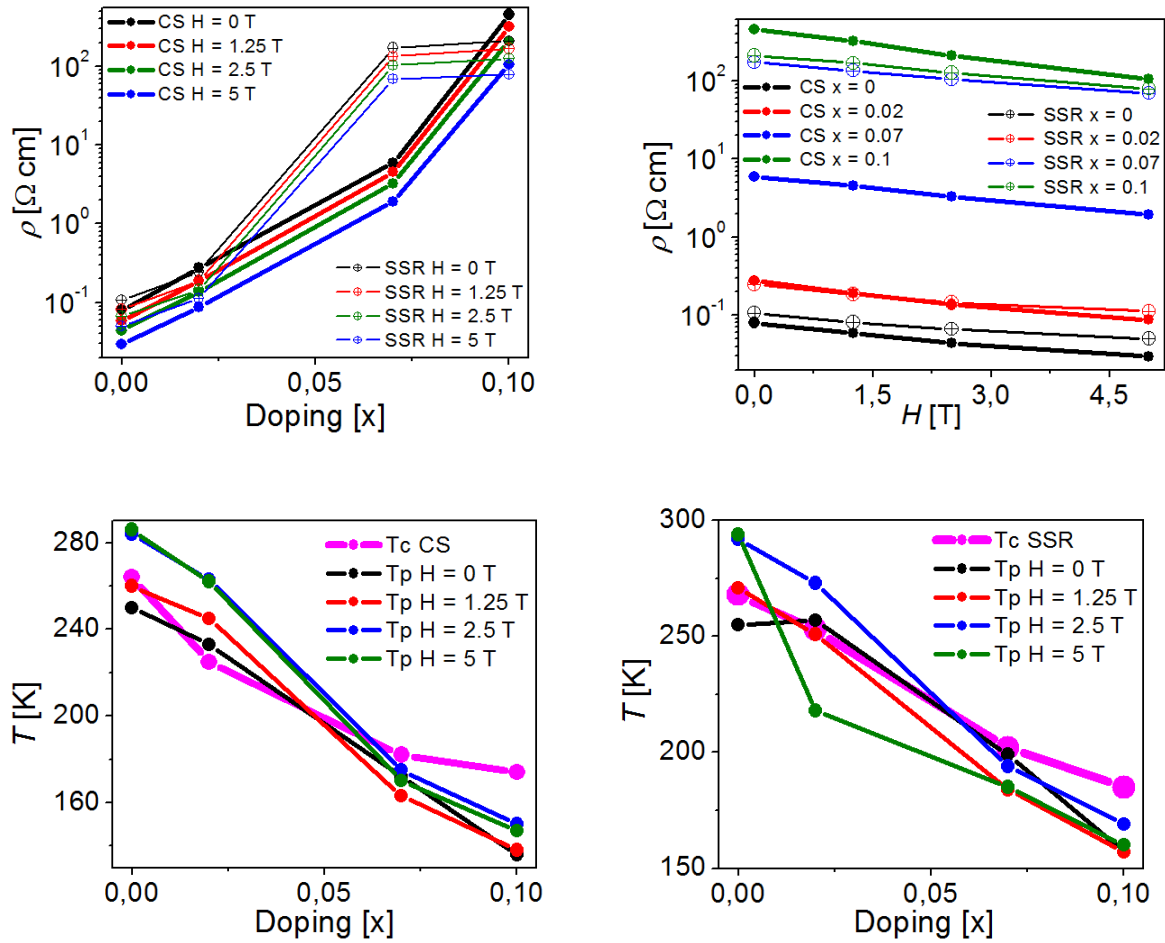 CS H = 0 T
CS H = 1.25 T
CS H = 2.5 T
CS H = 5 T
10²
10¹
10⁰
10⁻¹
ρ [Ω cm]
SSR H = 0 T
SSR H = 1.25 T
SSR H = 2.5 T
SSR H = 5 T
0,00 0,05 0,10
Doping [x]
10²
10¹
10⁰
10⁻¹
ρ [Ω cm]
CS x = 0
CS x = 0.02
CS x = 0.07
CS x = 0.1
SSR x = 0
SSR x = 0.02
SSR x = 0.07
SSR x = 0.1
0,0 1,5 3,0 4,5
H [T]
280
240
200
160
T [K]
Tc CS
Tp H = 0 T
Tp H = 1.25 T
Tp H = 2.5 T
Tp H = 5 T
0,00 0,05 0,10
Doping [x]
300
250
200
150
T [K]
Tc SSR
Tp H = 0 T
Tp H = 1.25 T
Tp H = 2.5 T
Tp H = 5 T
0,00 0,05 0,10
Doping [x]